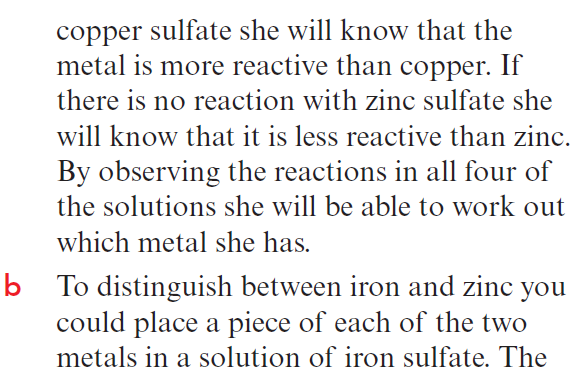 copper sulfate she will know that the
metal is more reactive than copper. If
there is no reaction with zinc sulfate she
will know that it is less reactive than zinc.
By observing the reactions in all four of
the solutions she will be able to work out
which metal she has.
b To distinguish between iron and zinc you
could place a piece of each of the two
metals in a solution of iron sulfate. The